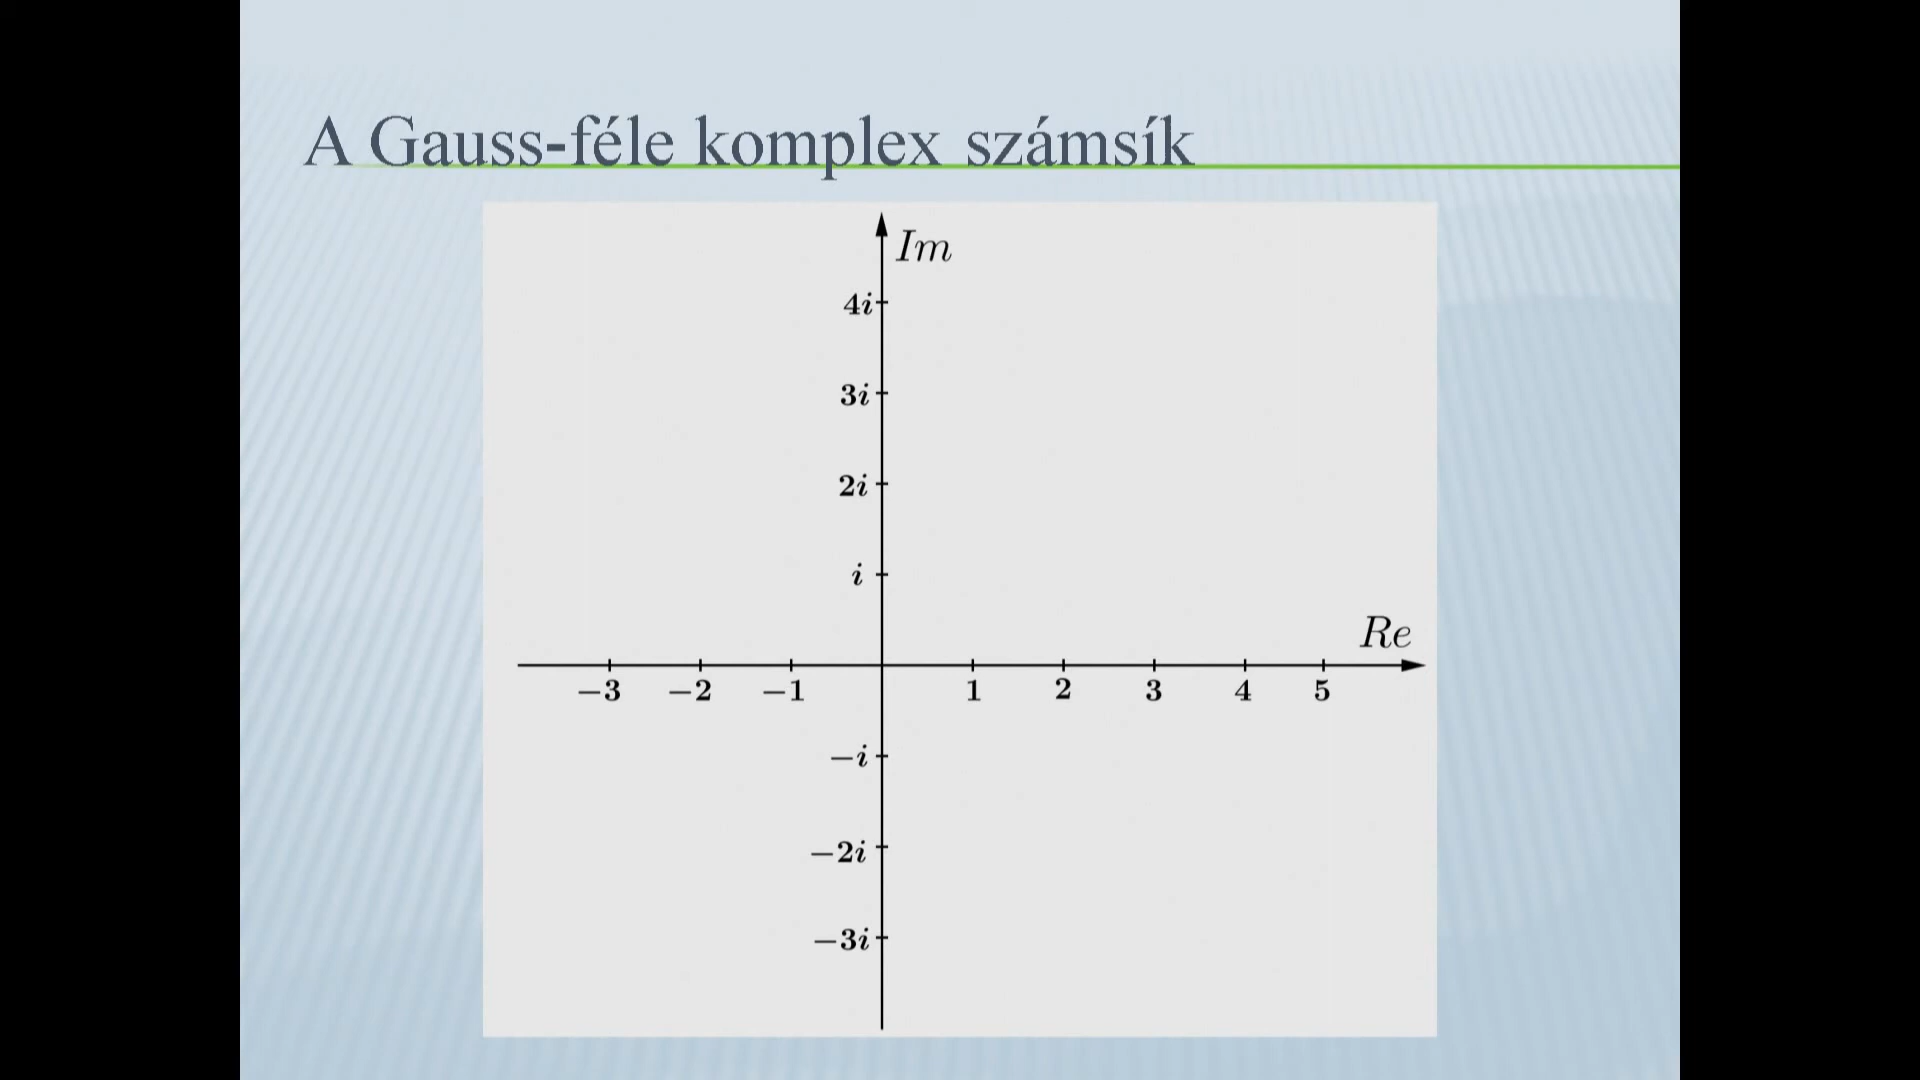 A Gauss-féle komplex számsík
Im
4i
3i
2i
i
Re
−3 −2 −1 1 2 3 4 5
−i
−2i
−3i